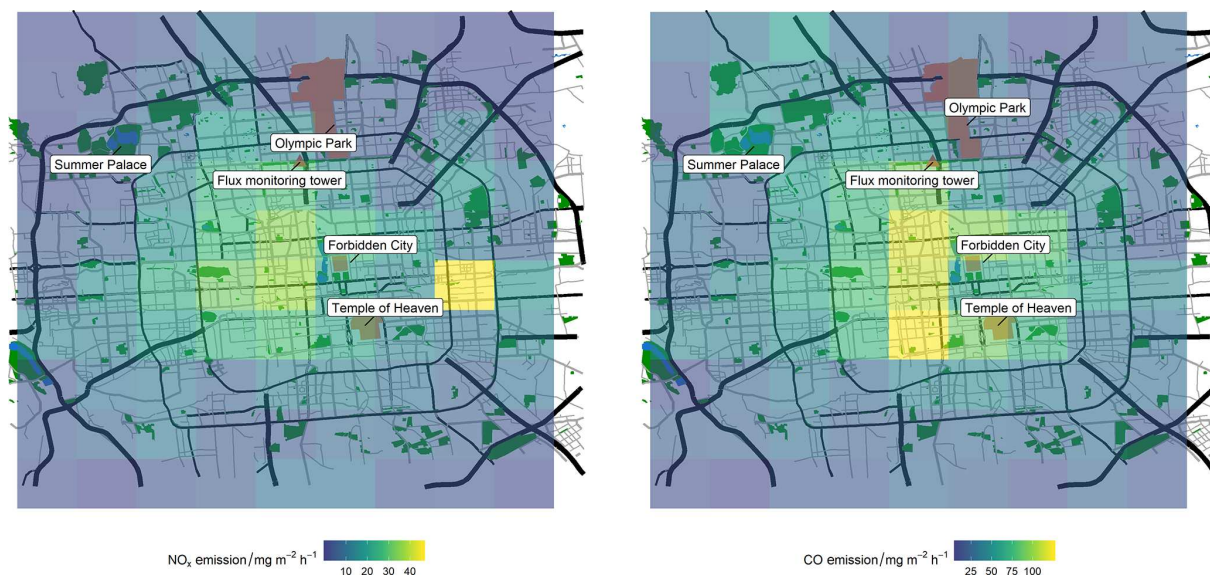 Olympic Park
Summer Palace
Flux monitoring tower
Forbidden City
Temple of Heaven
NOₓ emission/mg m⁻² h⁻¹
10 20 30 40
Olympic Park
Summer Palace
Flux monitoring tower
Forbidden City
Temple of Heaven
CO emission/mg m⁻² h⁻¹
25 50 75 100